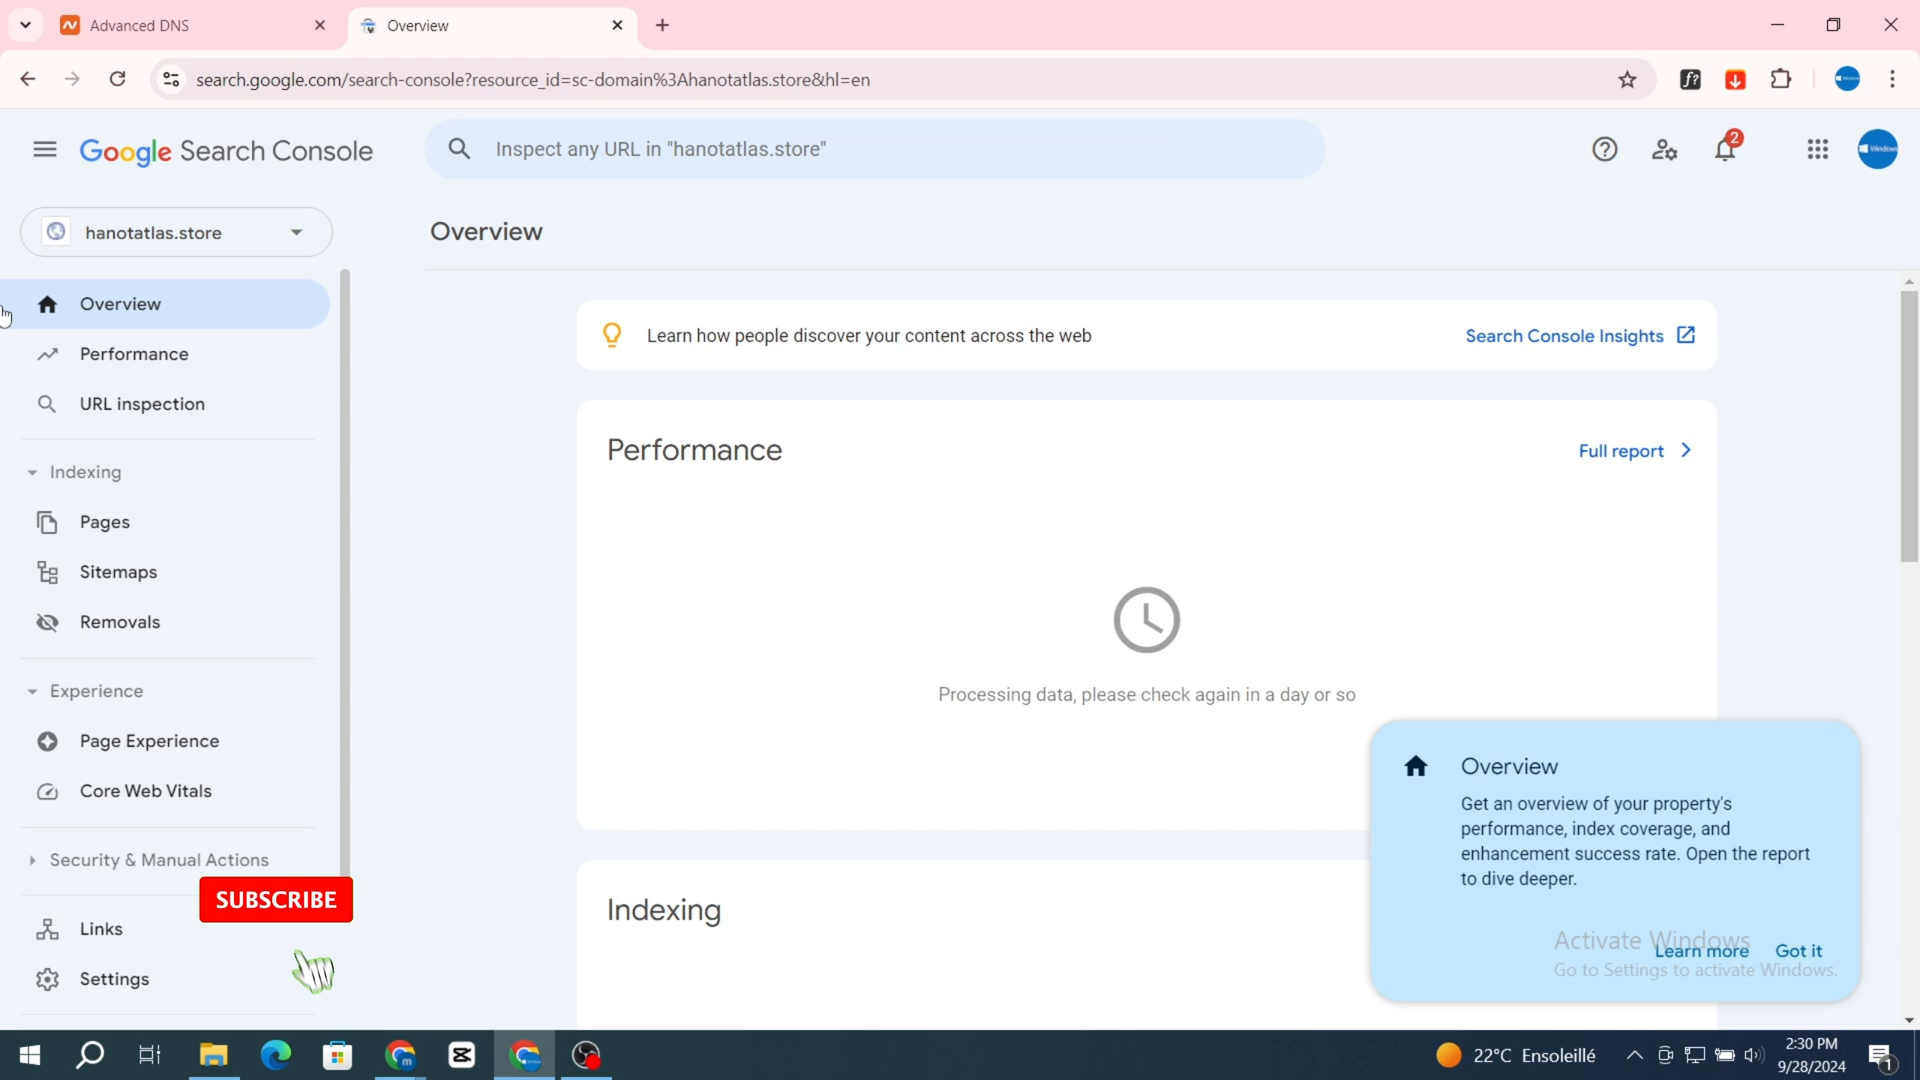 Advanced DNS
Overview
search.google.com/search-console?resource_id=sc-domain%3Ahanotatlas.store&hl=en
f?
Google Search Console
Inspect any URL in "hanotatlas.store"
2
Windows
hanotatlas.store
Overview
Overview
Performance
URL inspection
Indexing
Pages
Sitemaps
Removals
Experience
Page Experience
Core Web Vitals
Security & Manual Actions
SUBSCRIBE
Links
Settings
Learn how people discover your content across the web
Search Console Insights
Performance
Full report
Processing data, please check again in a day or so
Indexing
Overview
Get an overview of your property's
performance, index coverage, and
enhancement success rate. Open the report
to dive deeper.
Learn more
Got it
Activate Windows
Go to Settings to activate Windows.
m
22°C Ensoleillé
2:30 PM
9/28/2024
1